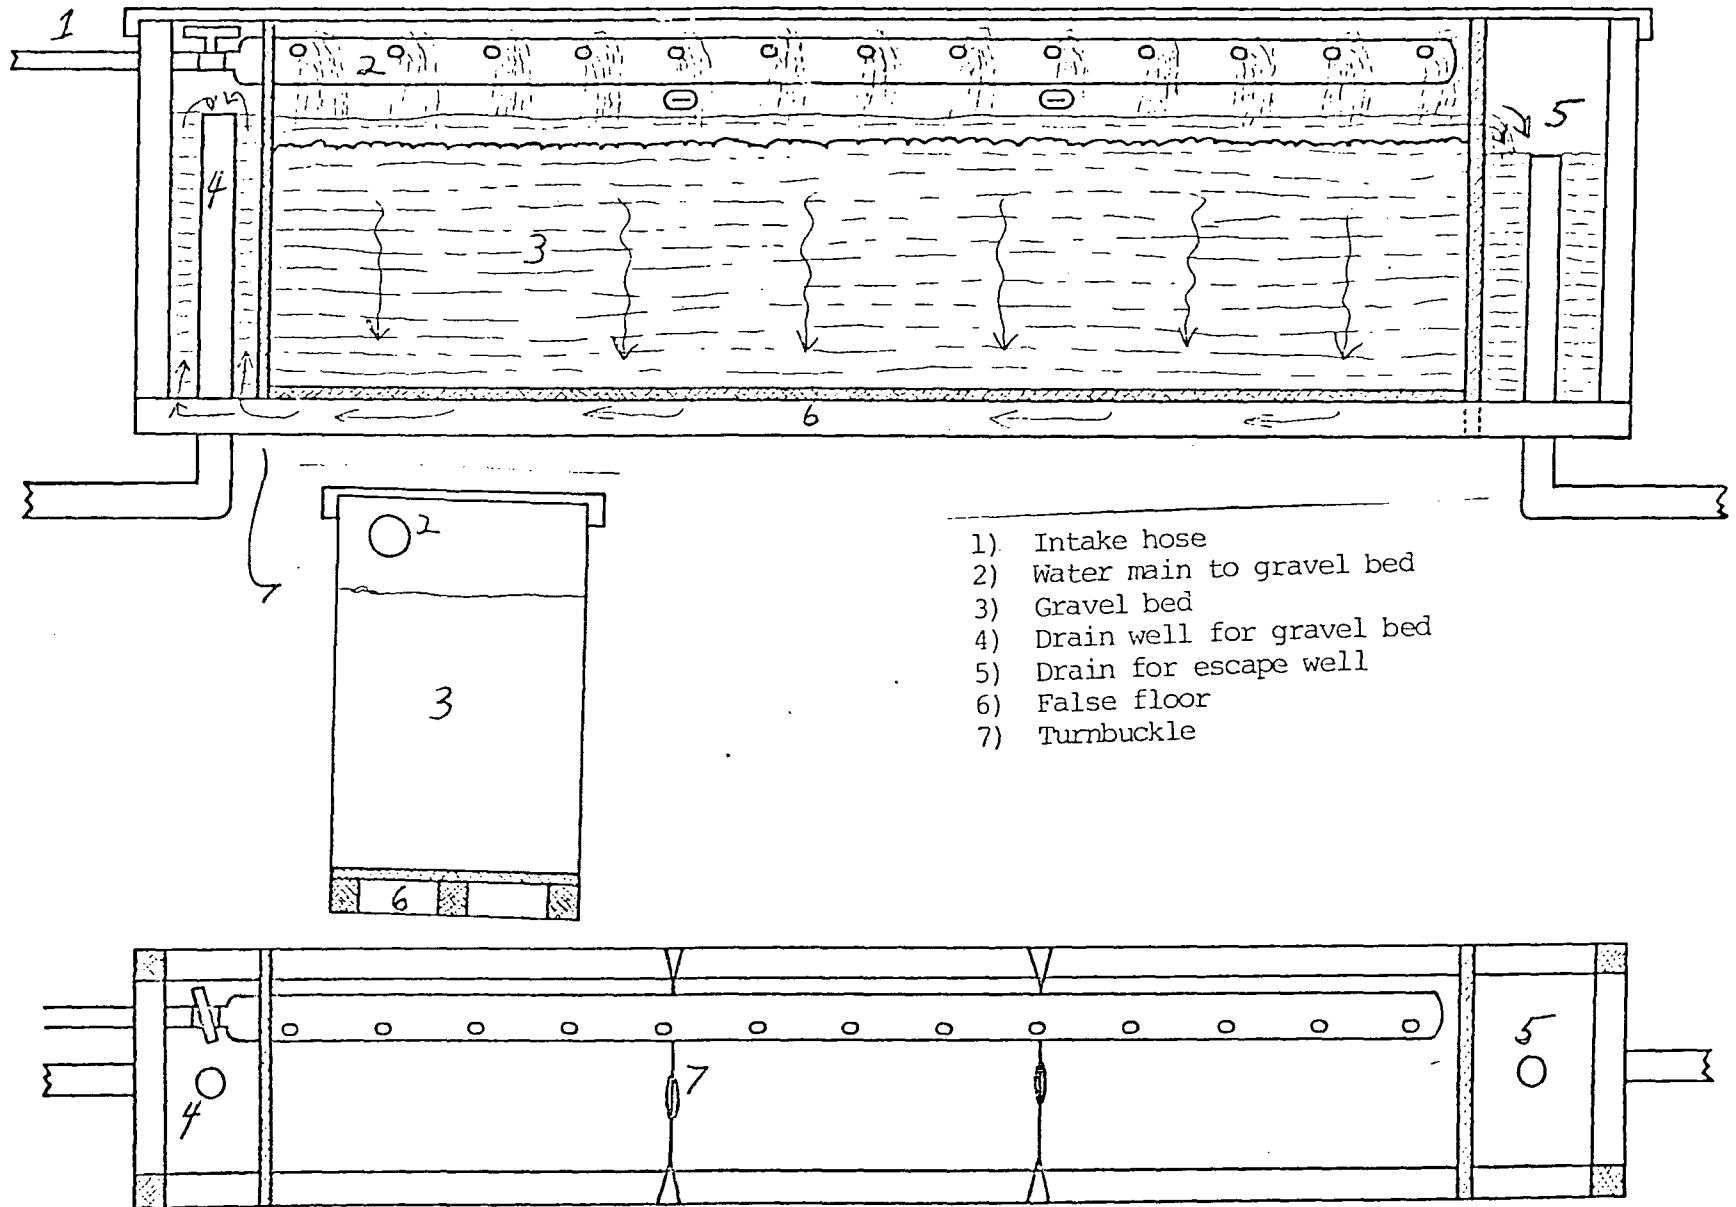 1
2
4
3
5
6
2
3
6
1) Intake hose
2) Water main to gravel bed
3) Gravel bed
4) Drain well for gravel bed
5) Drain for escape well
6) False floor
7) Turnbuckle
7
4
5